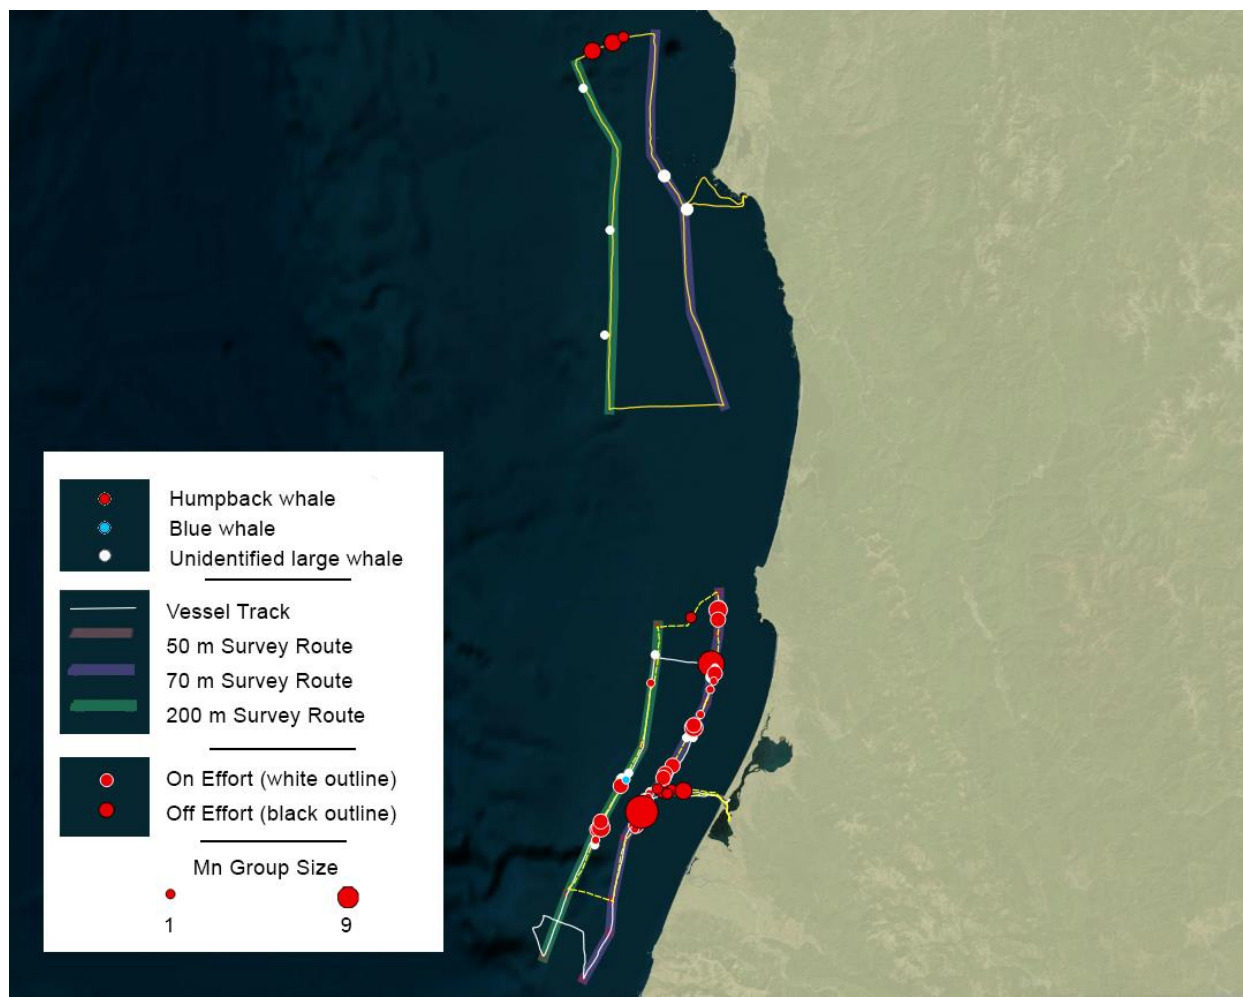 Humpback whale
Blue whale
Unidentified large whale
Vessel Track
50 m Survey Route
70 m Survey Route
200 m Survey Route
On Effort (white outline)
Off Effort (black outline)
Mn Group Size
1 9